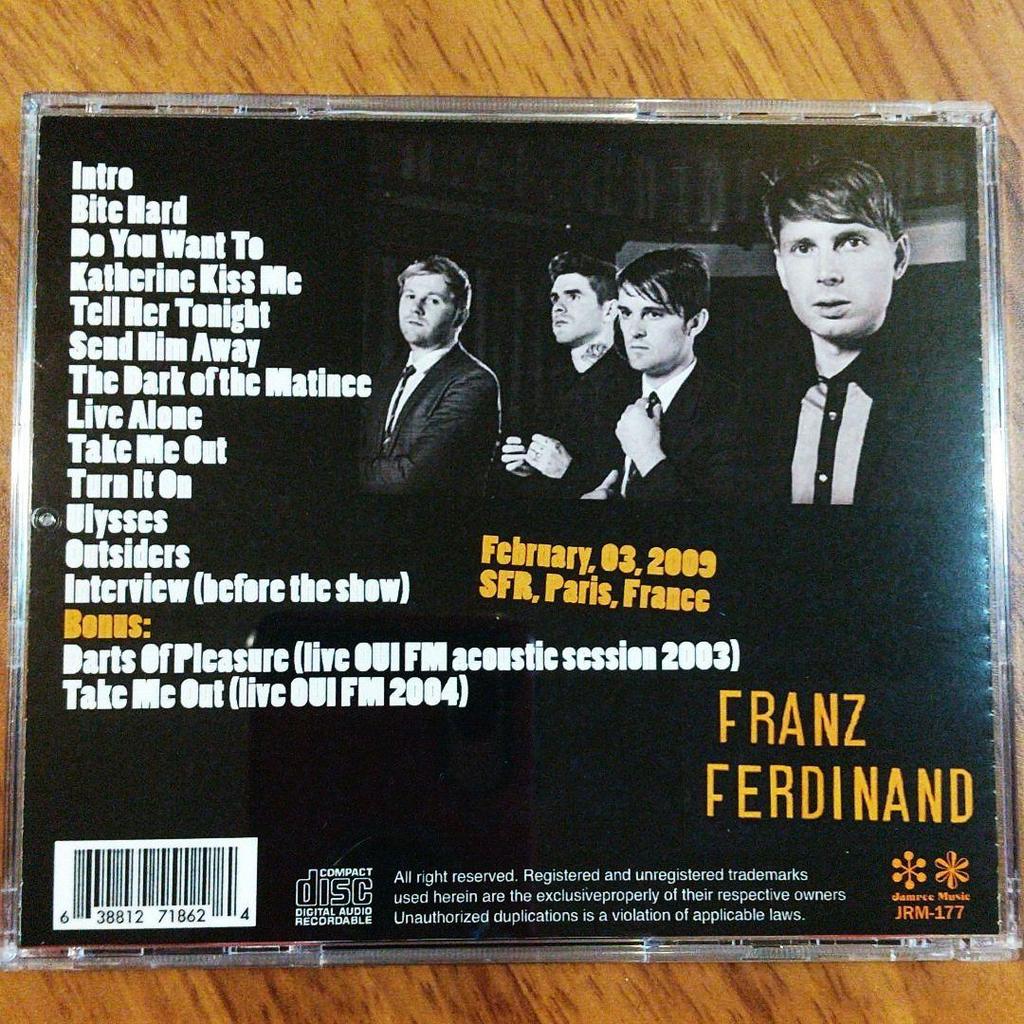 Intro
Bite Hard
Do You Want To
Katherine Kiss Me
Tell Her Tonight
Send Him Away
The Dark of the Matinee
Live Alone
Take Me Out
Turn It On
Ulysses
Outsiders
Interview (before the show)
Bonus:
Darts Of Pleasure (live OUI FM acoustic session 2003)
Take Me Out (live OUI FM 2004)
February, 03, 2009
SFR, Paris, France
FRANZ
FERDINAND
6 38812 71862 4
COMPACT
disc
DIGITAL AUDIO
RECORDABLE
All right reserved. Registered and unregistered trademarks
used herein are the exclusiveproperly of their respective owners
Unauthorized duplications is a violation of applicable laws.
Jamree Music
JRM-177